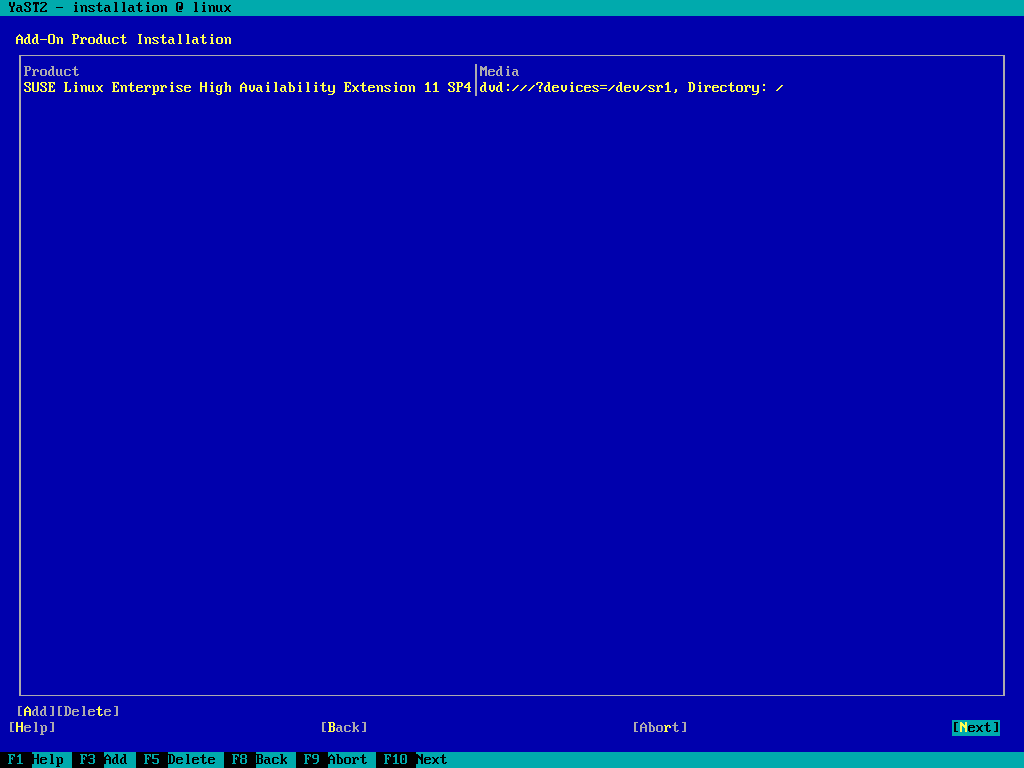 YaST2 - installation @ linux
Add-On Product Installation
Product Media
SUSE Linux Enterprise High Availability Extension 11 SP4 dvd:///?devices=/dev/sr1, Directory: /
[Add][Delete]
[Help] [Back] [Abort] [Next]
F1 Help F3 Add F5 Delete F8 Back F9 Abort F10 Next